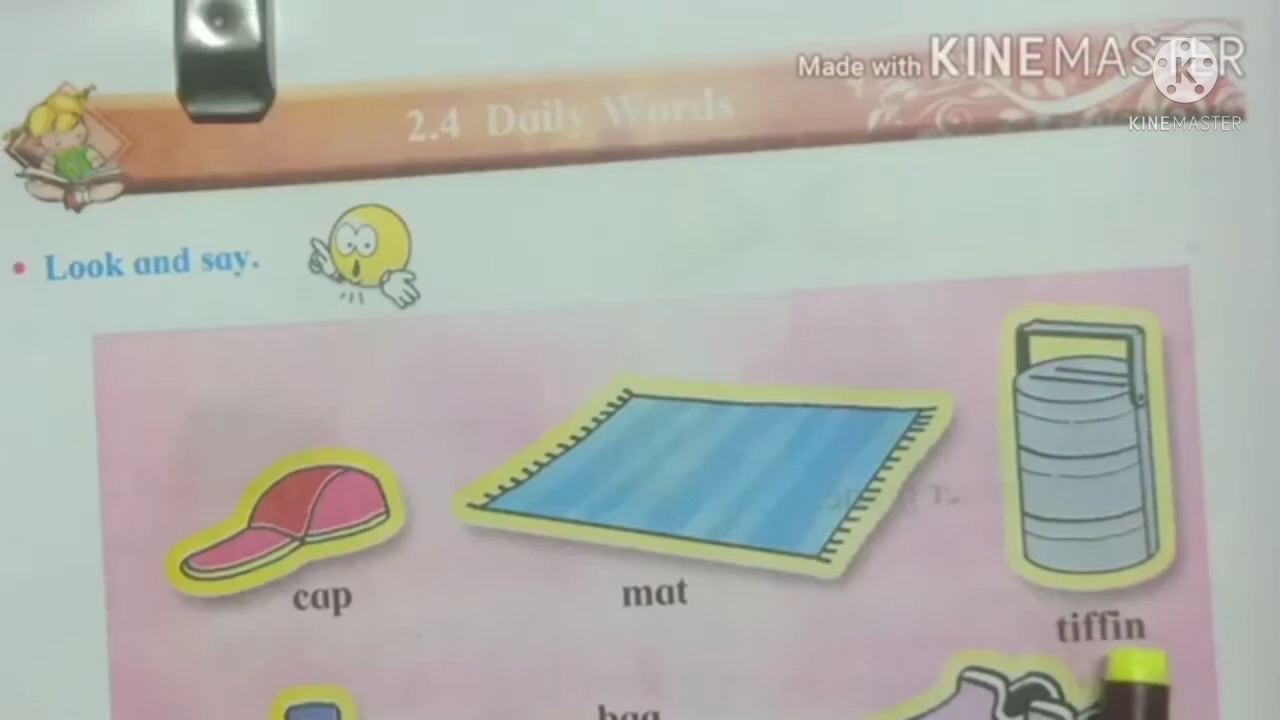 Made with KINEMASTER
KINEMASTER
2.4 Daily Words
• Look and say.
cap
mat
tiffin
bag